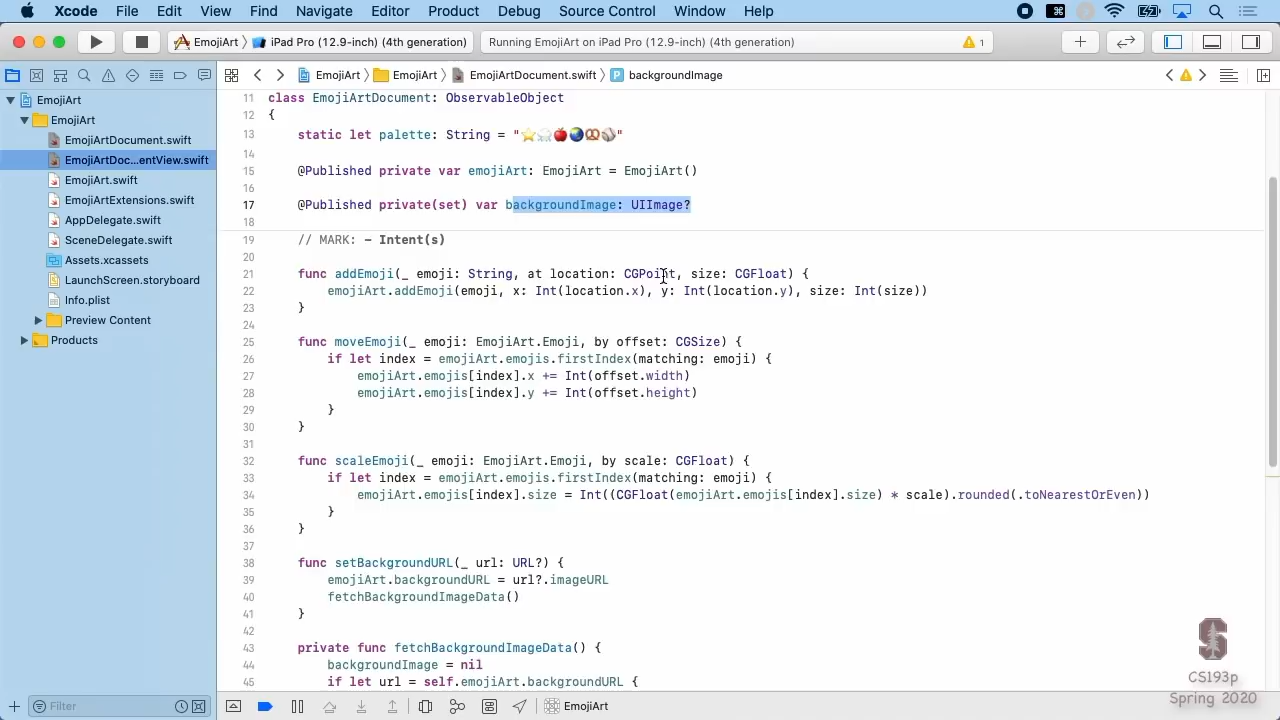 Xcode File Edit View Find Navigate Editor Product Debug Source Control Window Help
EmojiArt iPad Pro (12.9-inch) (4th generation) Running EmojiArt on iPad Pro (12.9-inch) (4th generation) 1
EmojiArt EmojiArt EmojiArtDocument.swift P backgroundImage
EmojiArt
EmojiArt
EmojiArtDocument.swift
EmojiArtDoc...entView.swift
EmojiArt.swift
EmojiArtExtensions.swift
AppDelegate.swift
SceneDelegate.swift
Assets.xcassets
LaunchScreen.storyboard
Info.plist
Preview Content
Products
Filter
11 class EmojiArtDocument: ObservableObject
12 {
13 static let palette: String = "⭐️⛈🍎🌏🥨⚾️"
14
15 @Published private var emojiArt: EmojiArt = EmojiArt()
16
17 @Published private(set) var backgroundImage: UIImage?
18
19 // MARK: - Intent(s)
20
21 func addEmoji(_ emoji: String, at location: CGPoint, size: CGFloat) {
22 emojiArt.addEmoji(emoji, x: Int(location.x), y: Int(location.y), size: Int(size))
23 }
24
25 func moveEmoji(_ emoji: EmojiArt.Emoji, by offset: CGSize) {
26 if let index = emojiArt.emojis.firstIndex(matching: emoji) {
27 emojiArt.emojis[index].x += Int(offset.width)
28 emojiArt.emojis[index].y += Int(offset.height)
29 }
30 }
31
32 func scaleEmoji(_ emoji: EmojiArt.Emoji, by scale: CGFloat) {
33 if let index = emojiArt.emojis.firstIndex(matching: emoji) {
34 emojiArt.emojis[index].size = Int((CGFloat(emojiArt.emojis[index].size) * scale).rounded(.toNearestOrEven))
35 }
36 }
37
38 func setBackgroundURL(_ url: URL?) {
39 emojiArt.backgroundURL = url?.imageURL
40 fetchBackgroundImageData()
41 }
42
43 private func fetchBackgroundImageData() {
44 backgroundImage = nil
45 if let url = self.emojiArt.backgroundURL {
EmojiArt
CS193p
Spring 2020